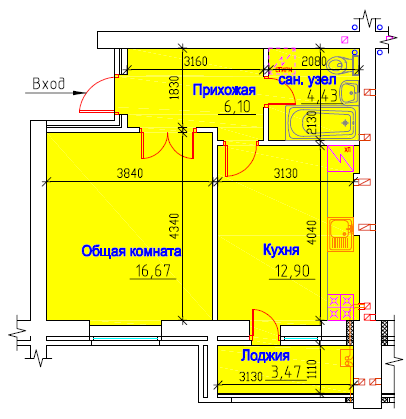 3160
2080
сан. узел
Вход
1830
Прихожая
6,10
4,43
2130
3840
3130
4340
4040
Общая комната
16,67
Кухня
12,90
Лоджия
3,47
3130
1110